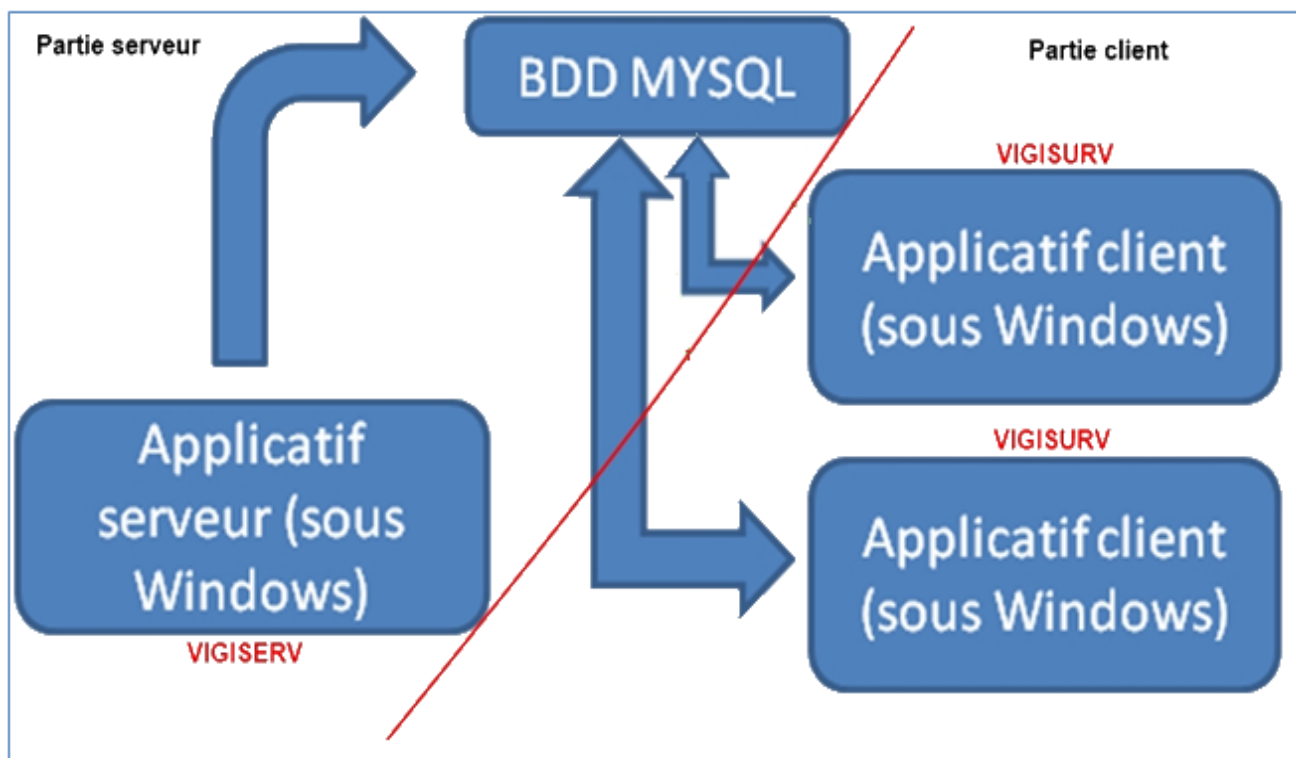 Partie serveur
BDD MYSQL
Partie client
VIGISURV
Applicatif client
(sous Windows)
VIGISURV
Applicatif client
(sous Windows)
Applicatif
serveur (sous
Windows)
VIGISERV